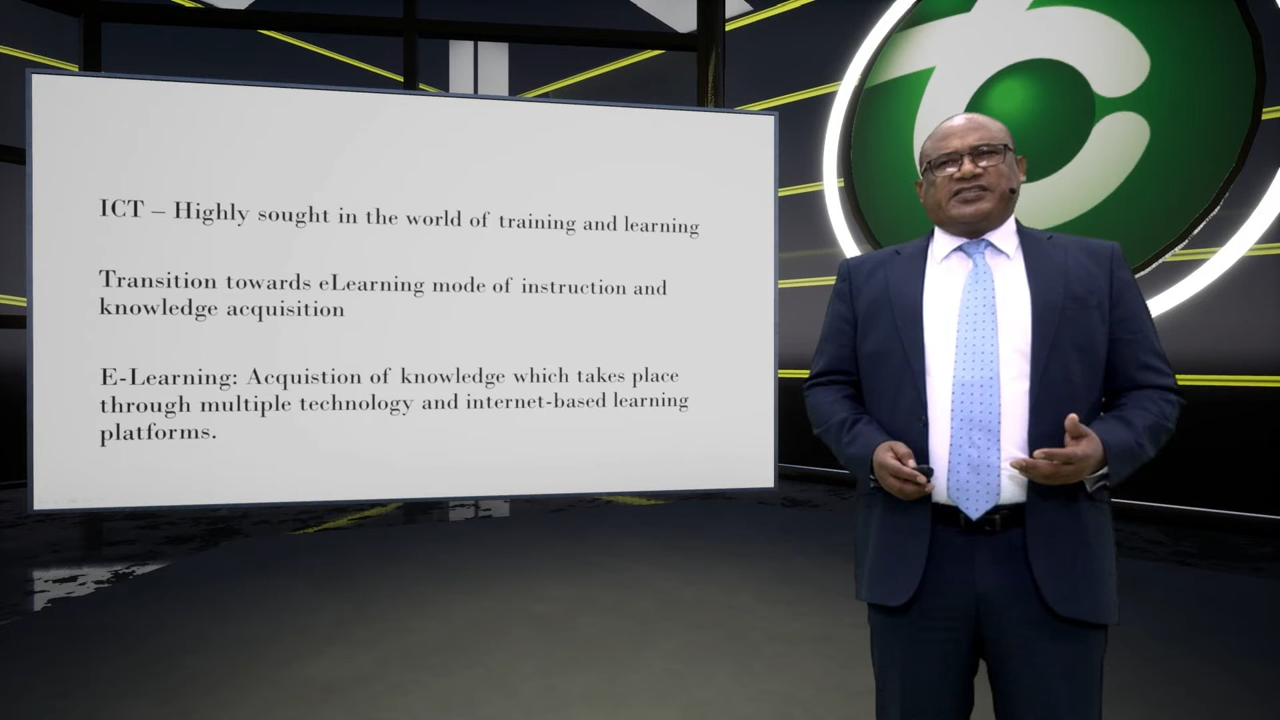 ICT – Highly sought in the world of training and learning
Transition towards eLearning mode of instruction and
knowledge acquisition
E-Learning: Acquistion of knowledge which takes place
through multiple technology and internet-based learning
platforms.